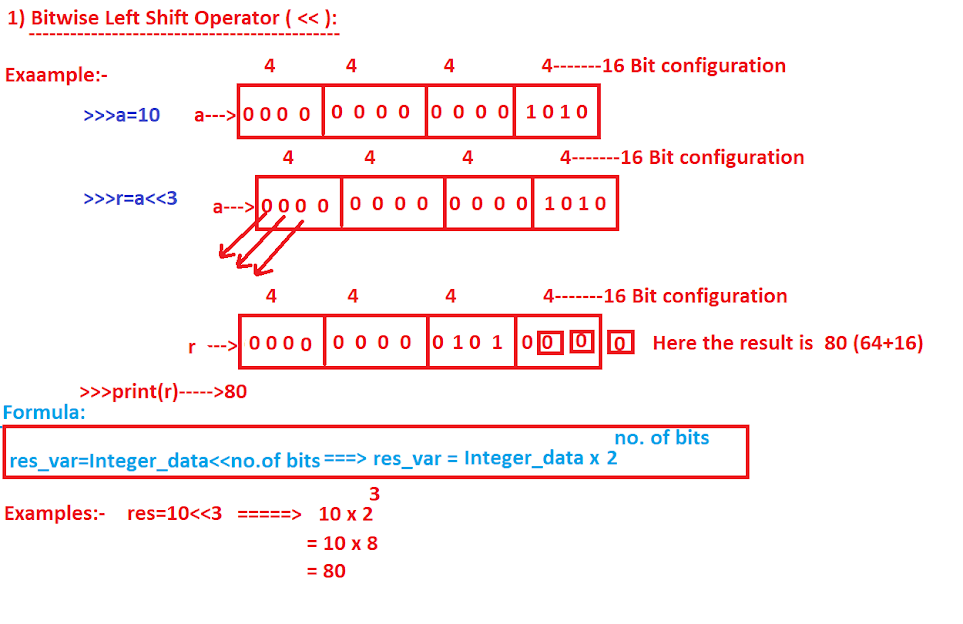 1) Bitwise Left Shift Operator ( << ):
4 4 4 4-------16 Bit configuration
Exaample:-
>>>a=10 a---> 0 0 0 0 0 0 0 0 0 0 0 0 1 0 1 0
4 4 4 4-------16 Bit configuration
>>>r=a<<3 a---> 0 0 0 0 0 0 0 0 0 0 0 0 1 0 1 0
4 4 4 4-------16 Bit configuration
r ---> 0 0 0 0 0 0 0 0 0 1 0 1 0 0 0 0 Here the result is 80 (64+16)
>>>print(r)----->80
Formula:
no. of bits
res_var=Integer_data<<no.of bits ===> res_var = Integer_data x 2
3
Examples:- res=10<<3 =====> 10 x 2
= 10 x 8
= 80